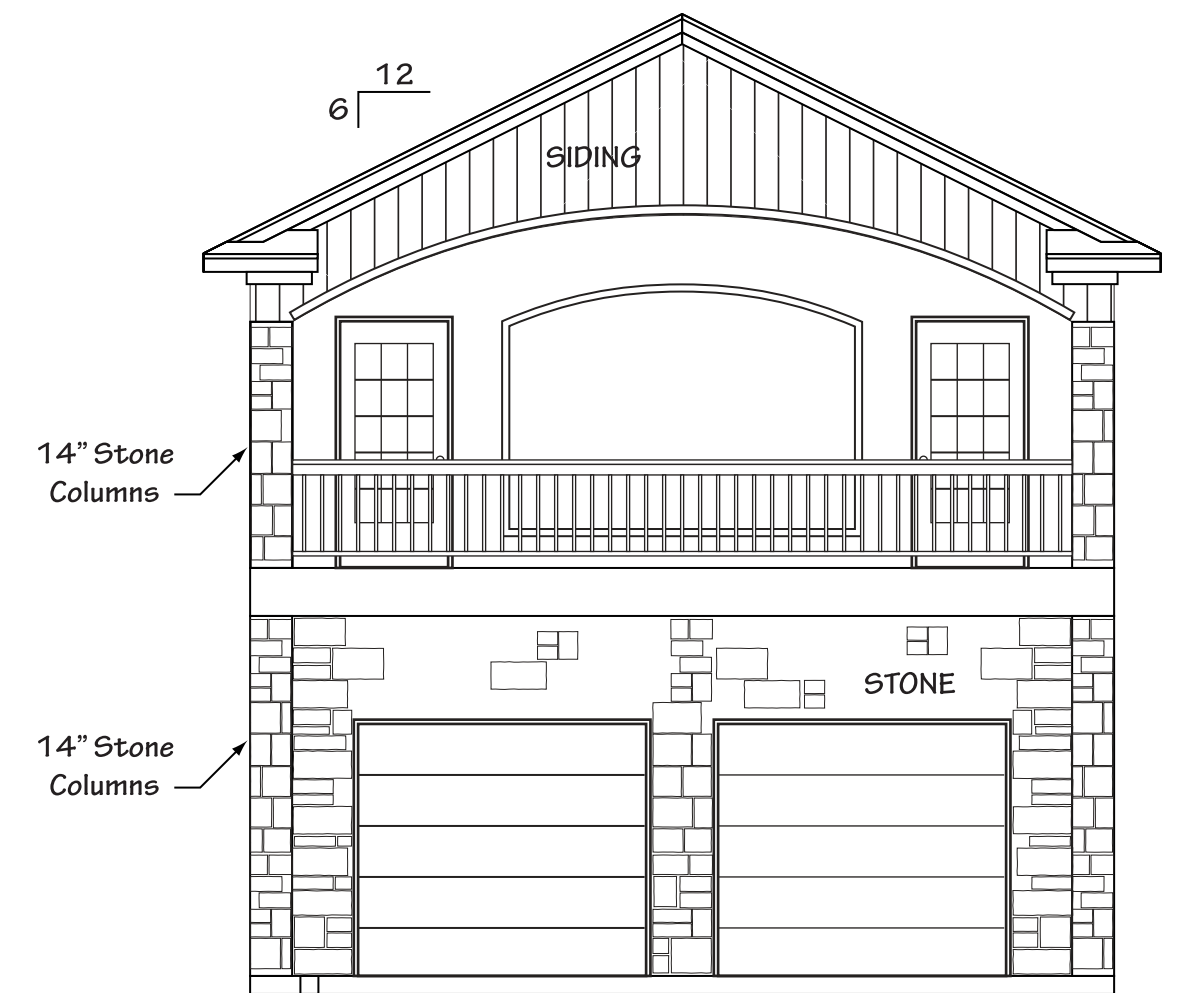 12
6
SIDING
14” Stone
Columns
STONE
14” Stone
Columns